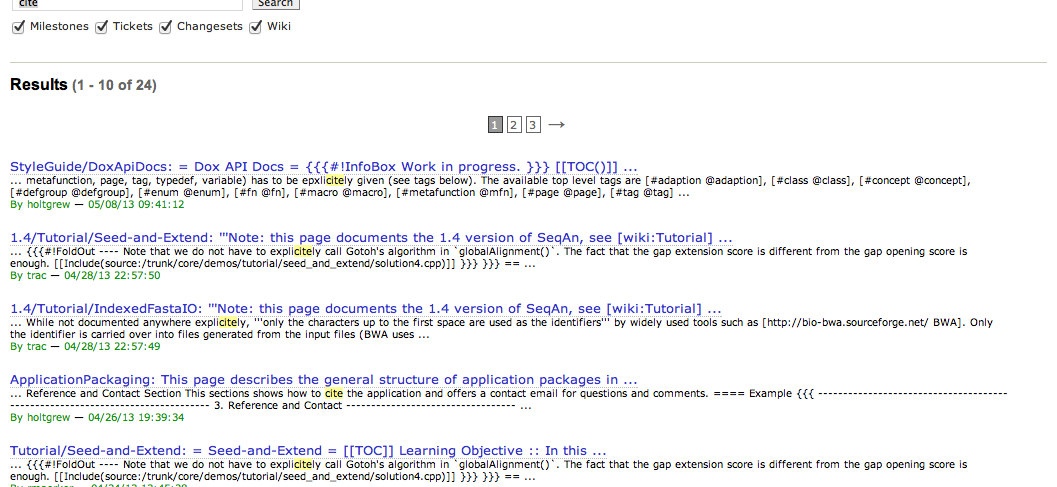 cite Search
Milestones Tickets Changesets Wiki
Results (1 - 10 of 24)
1 2 3 →
StyleGuide/DoxApiDocs: = Dox API Docs = {{{#!InfoBox Work in progress. }}} [[TOC()]] ...
... metafunction, page, tag, typedef, variable) has to be epxlicitely given (see tags below). The available top level tags are [#adaption @adaption], [#class @class], [#concept @concept],
[#defgroup @defgroup], [#enum @enum], [#fn @fn], [#macro @macro], [#metafunction @mfn], [#page @page], [#tag @tag] ...
By holtgrew — 05/08/13 09:41:12
1.4/Tutorial/Seed-and-Extend: '''Note: this page documents the 1.4 version of SeqAn, see [wiki:Tutorial] ...
... {{{#!FoldOut ---- Note that we do not have to explicitely call Gotoh's algorithm in `globalAlignment()`. The fact that the gap extension score is different from the gap opening score is
enough. [[Include(source:/trunk/core/demos/tutorial/seed_and_extend/solution4.cpp)]] }}} }}} == ...
By trac — 04/28/13 22:57:50
1.4/Tutorial/IndexedFastaIO: '''Note: this page documents the 1.4 version of SeqAn, see [wiki:Tutorial] ...
... While not documented anywhere explicitely, '''only the characters up to the first space are used as the identifiers''' by widely used tools such as [http://bio-bwa.sourceforge.net/ BWA]. Only
the identifier is carried over into files generated from the input files (BWA uses ...
By trac — 04/28/13 22:57:49
ApplicationPackaging: This page describes the general structure of application packages in ...
... Reference and Contact Section This sections shows how to cite the application and offers a contact email for questions and comments. ==== Example {{{ --------------------------------------
---------------------------------------- 3. Reference and Contact ---------------------------------- ...
By holtgrew — 04/26/13 19:39:34
Tutorial/Seed-and-Extend: = Seed-and-Extend = [[TOC]] Learning Objective :: In this ...
... {{{#!FoldOut ---- Note that we do not have to explicitely call Gotoh's algorithm in `globalAlignment()`. The fact that the gap extension score is different from the gap opening score is
enough. [[Include(source:/trunk/core/demos/tutorial/seed_and_extend/solution4.cpp)]] }}} }}} == ...